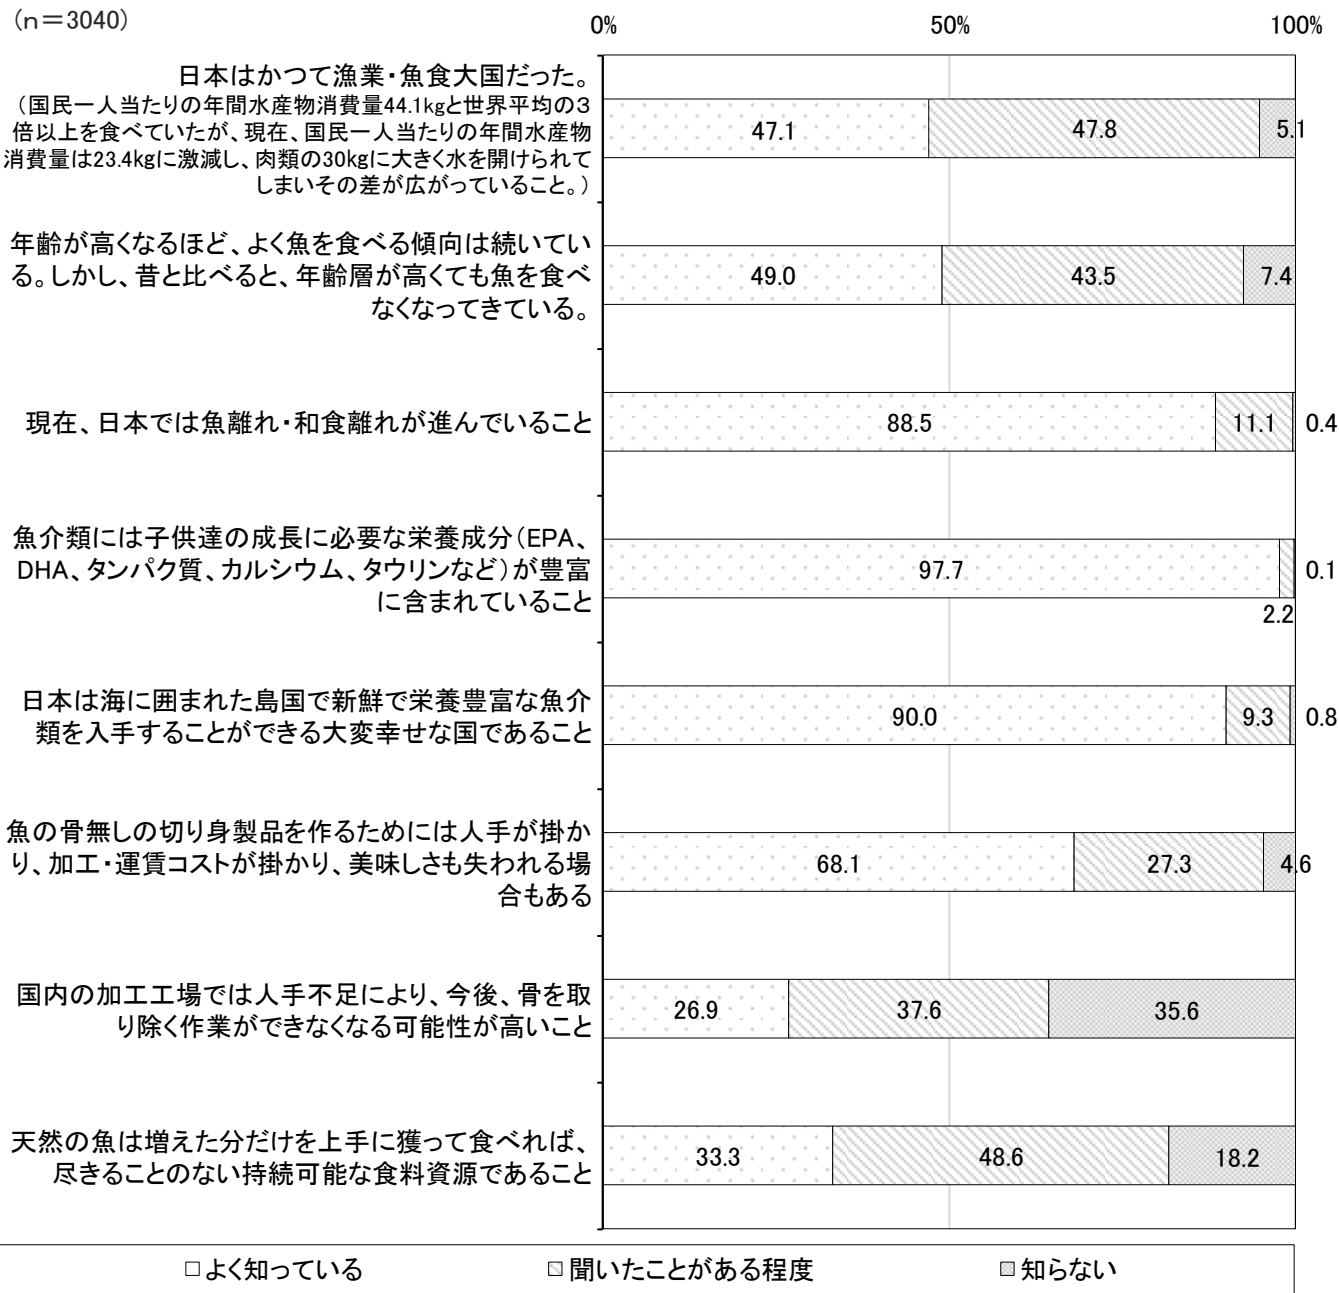 (n＝3040)
0% 50% 100%
日本はかつて漁業・魚食大国だった。
（国民一人当たりの年間水産物消費量44.1kgと世界平均の３
倍以上を食べていたが、現在、国民一人当たりの年間水産物
消費量は23.4kgに激減し、肉類の30kgに大きく水を開けられて
しまいその差が広がっていること。）
47.1 47.8 5.1
年齢が高くなるほど、よく魚を食べる傾向は続いてい
る。しかし、昔と比べると、年齢層が高くても魚を食べ
なくなってきている。
49.0 43.5 7.4
現在、日本では魚離れ・和食離れが進んでいること
88.5 11.1 0.4
魚介類には子供達の成長に必要な栄養成分（EPA、
DHA、タンパク質、カルシウム、タウリンなど）が豊富
に含まれていること
97.7 0.1
2.2
日本は海に囲まれた島国で新鮮で栄養豊富な魚介
類を入手することができる大変幸せな国であること
90.0 9.3 0.8
魚の骨無しの切り身製品を作るためには人手が掛か
り、加工・運賃コストが掛かり、美味しさも失われる場
合もある
68.1 27.3 4.6
国内の加工工場では人手不足により、今後、骨を取
り除く作業ができなくなる可能性が高いこと
26.9 37.6 35.6
天然の魚は増えた分だけを上手に獲って食べれば、
尽きることのない持続可能な食料資源であること
33.3 48.6 18.2
よく知っている 聞いたことがある程度 知らない